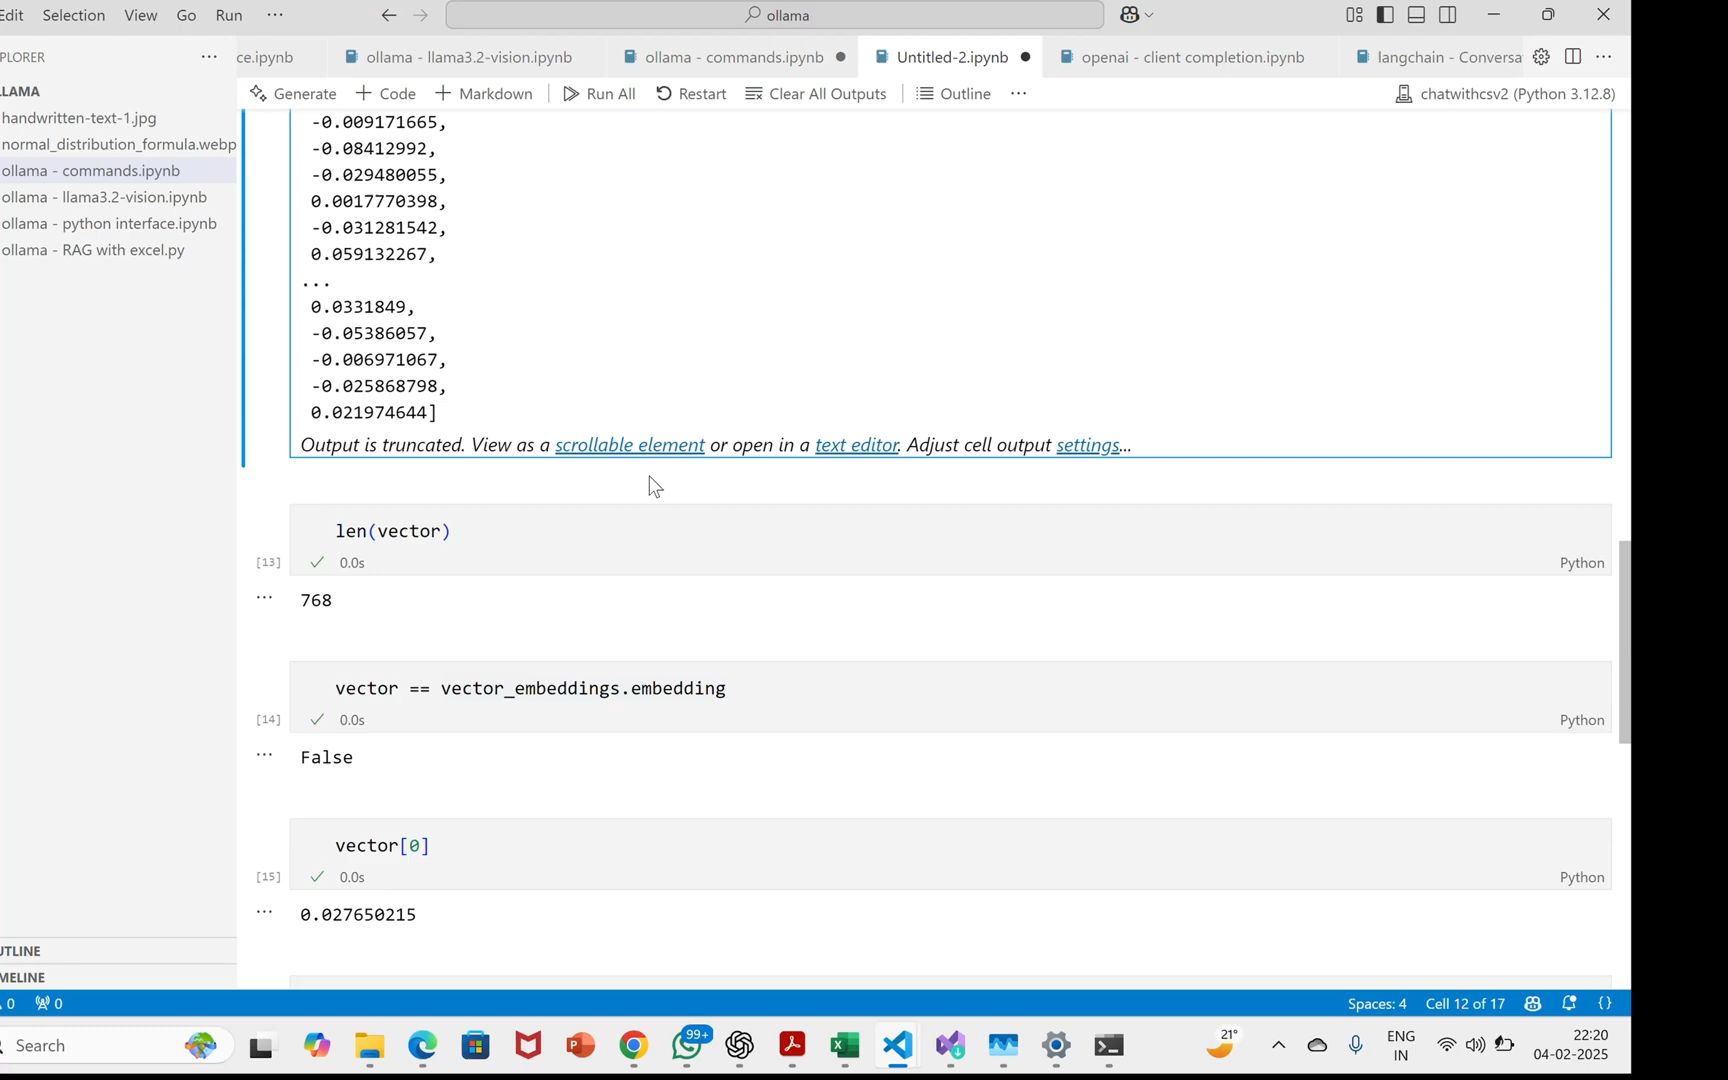 Edit Selection View Go Run ... ollama
PLORER ...
ce.ipynb ollama - llama3.2-vision.ipynb ollama - commands.ipynb Untitled-2.ipynb openai - client completion.ipynb langchain - Conversa ...
LLAMA
Generate + Code + Markdown Run All Restart Clear All Outputs Outline ... chatwithcsv2 (Python 3.12.8)
handwritten-text-1.jpg
normal_distribution_formula.webp
ollama - commands.ipynb
ollama - llama3.2-vision.ipynb
ollama - python interface.ipynb
ollama - RAG with excel.py
-0.009171665,
-0.08412992,
-0.029480055,
0.0017770398,
-0.031281542,
0.059132267,
...
0.0331849,
-0.05386057,
-0.006971067,
-0.025868798,
0.021974644]
Output is truncated. View as a scrollable element or open in a text editor. Adjust cell output settings...
len(vector)
[13] 0.0s Python
... 768
vector == vector_embeddings.embedding
[14] 0.0s Python
... False
vector[0]
[15] 0.0s Python
... 0.027650215
UTLINE
MELINE
0 0 Spaces: 4 Cell 12 of 17 {}
Search 99+ 21° ENG 22:20
IN 04-02-2025